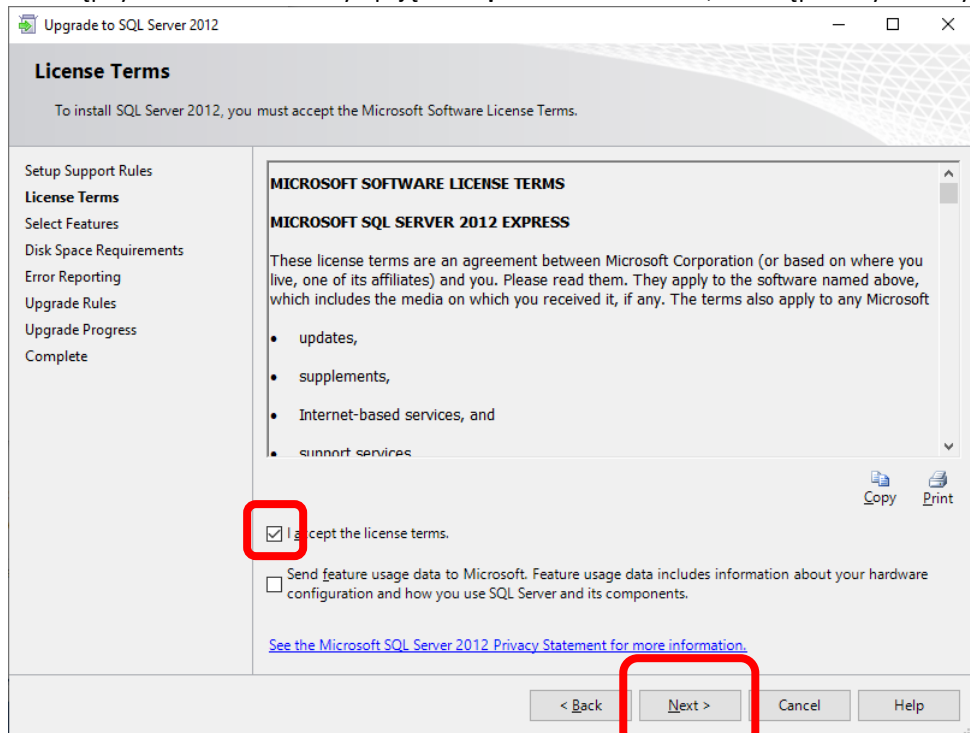 Upgrade to SQL Server 2012
License Terms
To install SQL Server 2012, you must accept the Microsoft Software License Terms.
Setup Support Rules
License Terms
Select Features
Disk Space Requirements
Error Reporting
Upgrade Rules
Upgrade Progress
Complete
MICROSOFT SOFTWARE LICENSE TERMS
MICROSOFT SQL SERVER 2012 EXPRESS
These license terms are an agreement between Microsoft Corporation (or based on where you
live, one of its affiliates) and you. Please read them. They apply to the software named above,
which includes the media on which you received it, if any. The terms also apply to any Microsoft
• updates,
• supplements,
• Internet-based services, and
• support services
Copy Print
I accept the license terms.
Send feature usage data to Microsoft. Feature usage data includes information about your hardware
configuration and how you use SQL Server and its components.
See the Microsoft SQL Server 2012 Privacy Statement for more information.
< Back Next > Cancel Help